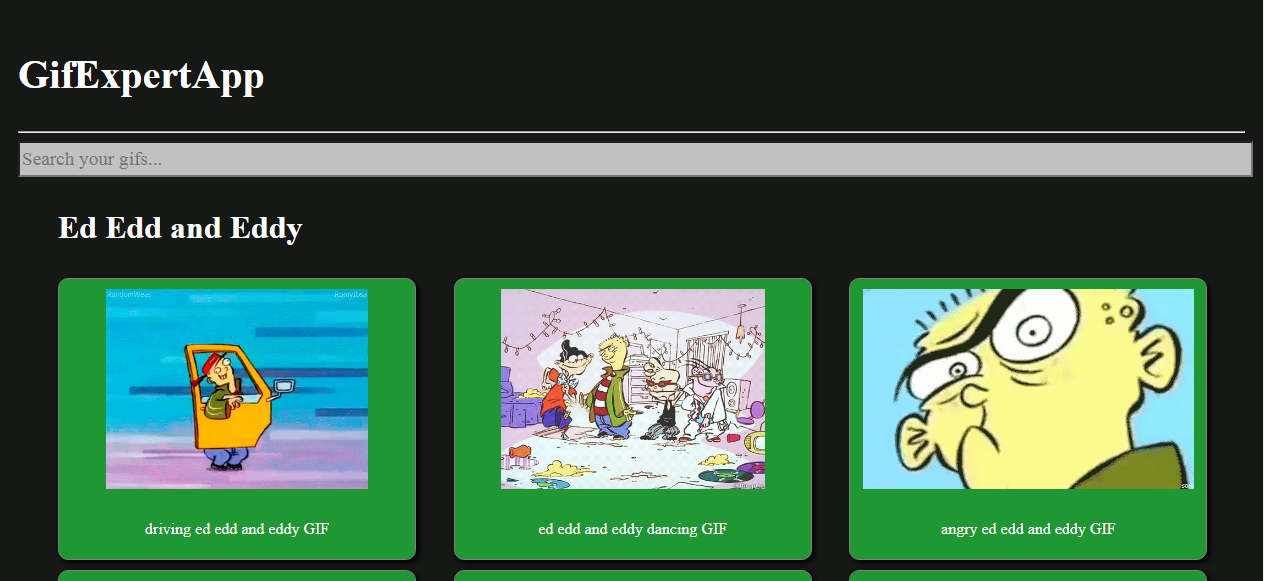 GifExpertApp
Search your gifs...
Ed Edd and Eddy
RandomWeas
driving ed edd and eddy GIF
ed edd and eddy dancing GIF
angry ed edd and eddy GIF